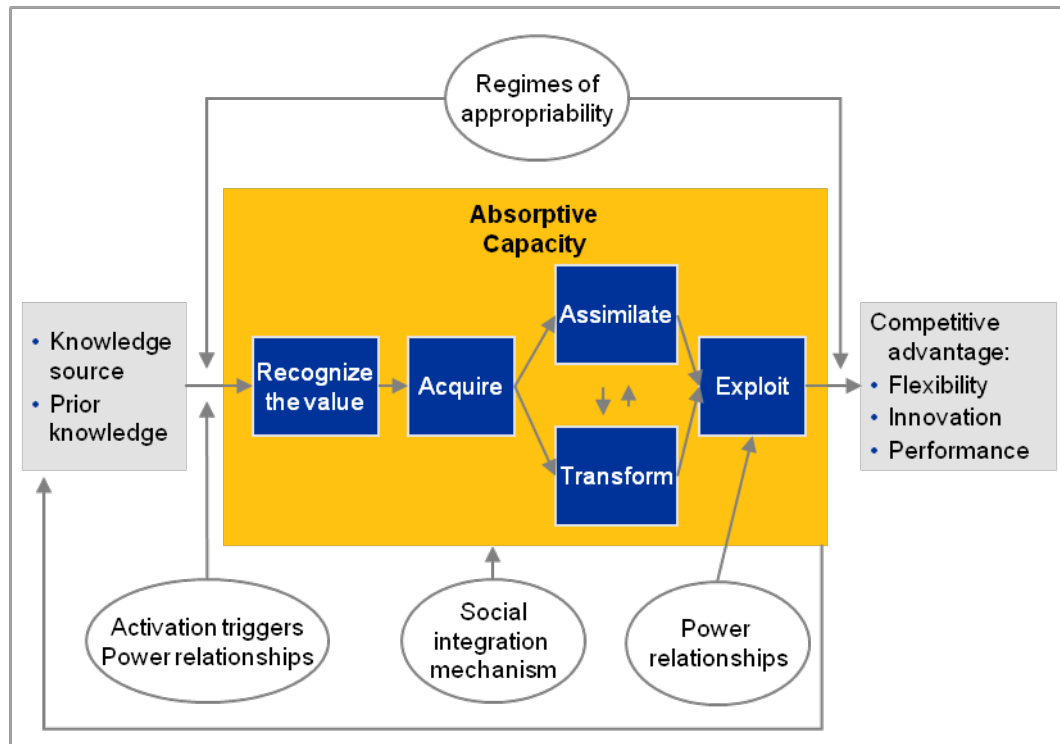 Regimes of
appropriability
Absorptive
Capacity
• Knowledge
source
• Prior
knowledge
Recognize
the value
Acquire
Assimilate
Transform
Exploit
Competitive
advantage:
• Flexibility
• Innovation
• Performance
Activation triggers
Power relationships
Social
integration
mechanism
Power
relationships